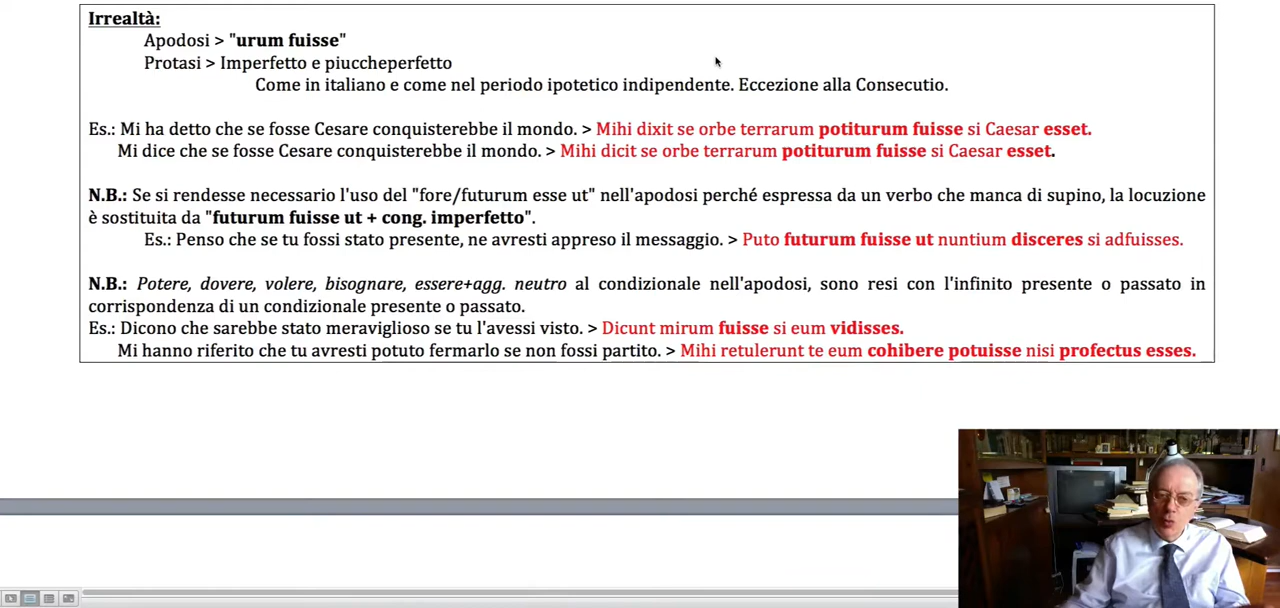 Irrealtà:
Apodosi > "urum fuisse"
Protasi > Imperfetto e piuccheperfetto
Come in italiano e come nel periodo ipotetico indipendente. Eccezione alla Consecutio.
Es.: Mi ha detto che se fosse Cesare conquisterebbe il mondo. > Mihi dixit se orbe terrarum potiturum fuisse si Caesar esset.
Mi dice che se fosse Cesare conquisterebbe il mondo. > Mihi dicit se orbe terrarum potiturum fuisse si Caesar esset.
N.B.: Se si rendesse necessario l'uso del "fore/futurum esse ut" nell'apodosi perché espressa da un verbo che manca di supino, la locuzione
è sostituita da "futurum fuisse ut + cong. imperfetto".
Es.: Penso che se tu fossi stato presente, ne avresti appreso il messaggio. > Puto futurum fuisse ut nuntium disceres si adfuisses.
N.B.: Potere, dovere, volere, bisognare, essere+agg. neutro al condizionale nell'apodosi, sono resi con l'infinito presente o passato in
corrispondenza di un condizionale presente o passato.
Es.: Dicono che sarebbe stato meraviglioso se tu l'avessi visto. > Dicunt mirum fuisse si eum vidisses.
Mi hanno riferito che tu avresti potuto fermarlo se non fossi partito. > Mihi retulerunt te eum cohibere potuisse nisi profectus esses.